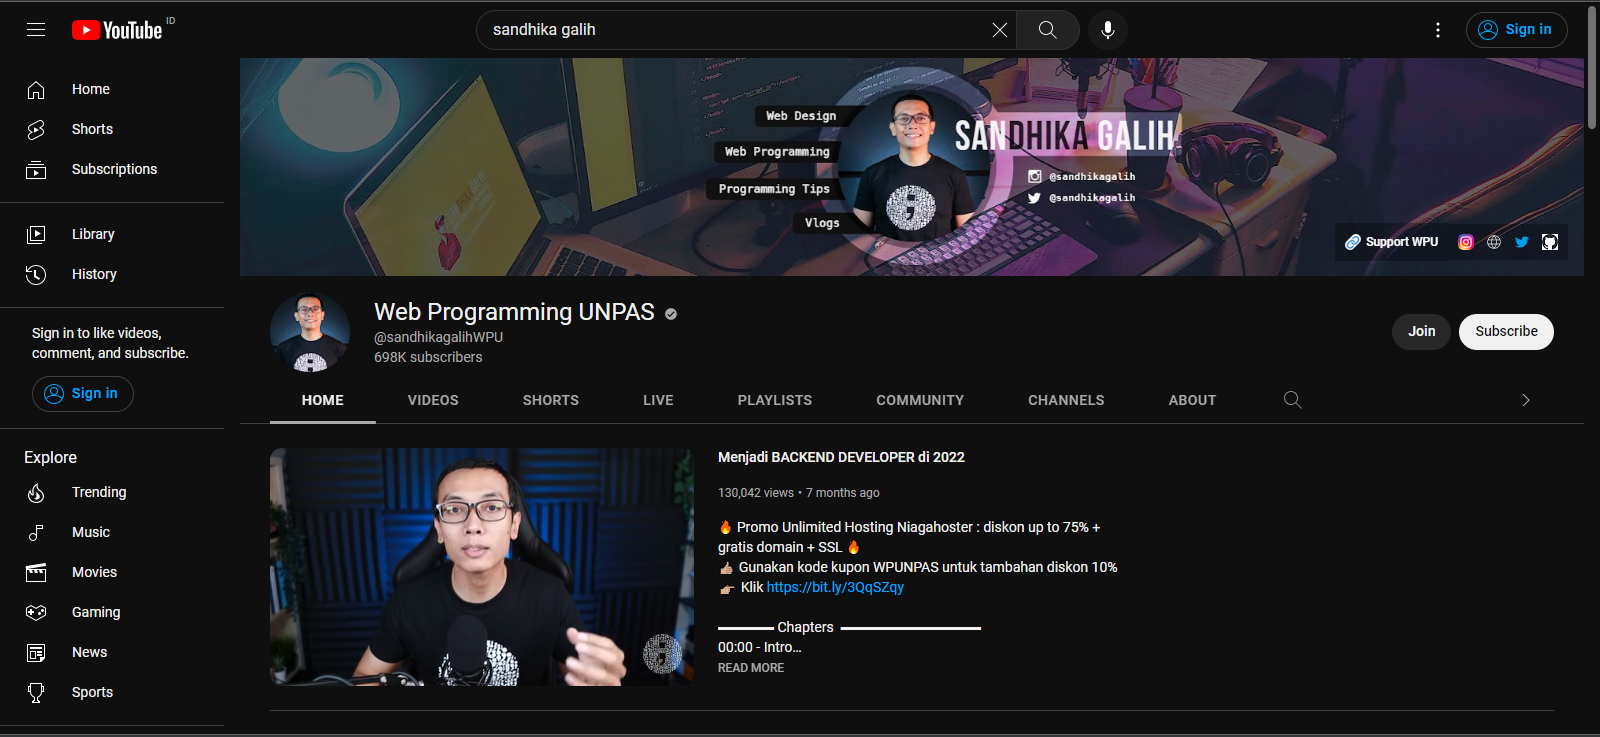 YouTube ID
sandhika galih
Sign in
Home
Shorts
Subscriptions
Library
History
Sign in to like videos,
comment, and subscribe.
Sign in
Explore
Trending
Music
Movies
Gaming
News
Sports
Web Design
Web Programming
Programming Tips
Vlogs
SANDHIKA GALIH
@sandhikagalih
@sandhikagalih
Support WPU
Web Programming UNPAS
@sandhikagalihWPU
698K subscribers
Join
Subscribe
HOME
VIDEOS
SHORTS
LIVE
PLAYLISTS
COMMUNITY
CHANNELS
ABOUT
Menjadi BACKEND DEVELOPER di 2022
130,042 views • 7 months ago
🔥 Promo Unlimited Hosting Niagahoster : diskon up to 75% +
gratis domain + SSL 🔥
👍🏽 Gunakan kode kupon WPUNPAS untuk tambahan diskon 10%
👉🏽 Klik https://bit.ly/3QqSZqy
▬▬▬▬ Chapters ▬▬▬▬▬▬▬▬▬▬
00:00 - Intro...
READ MORE